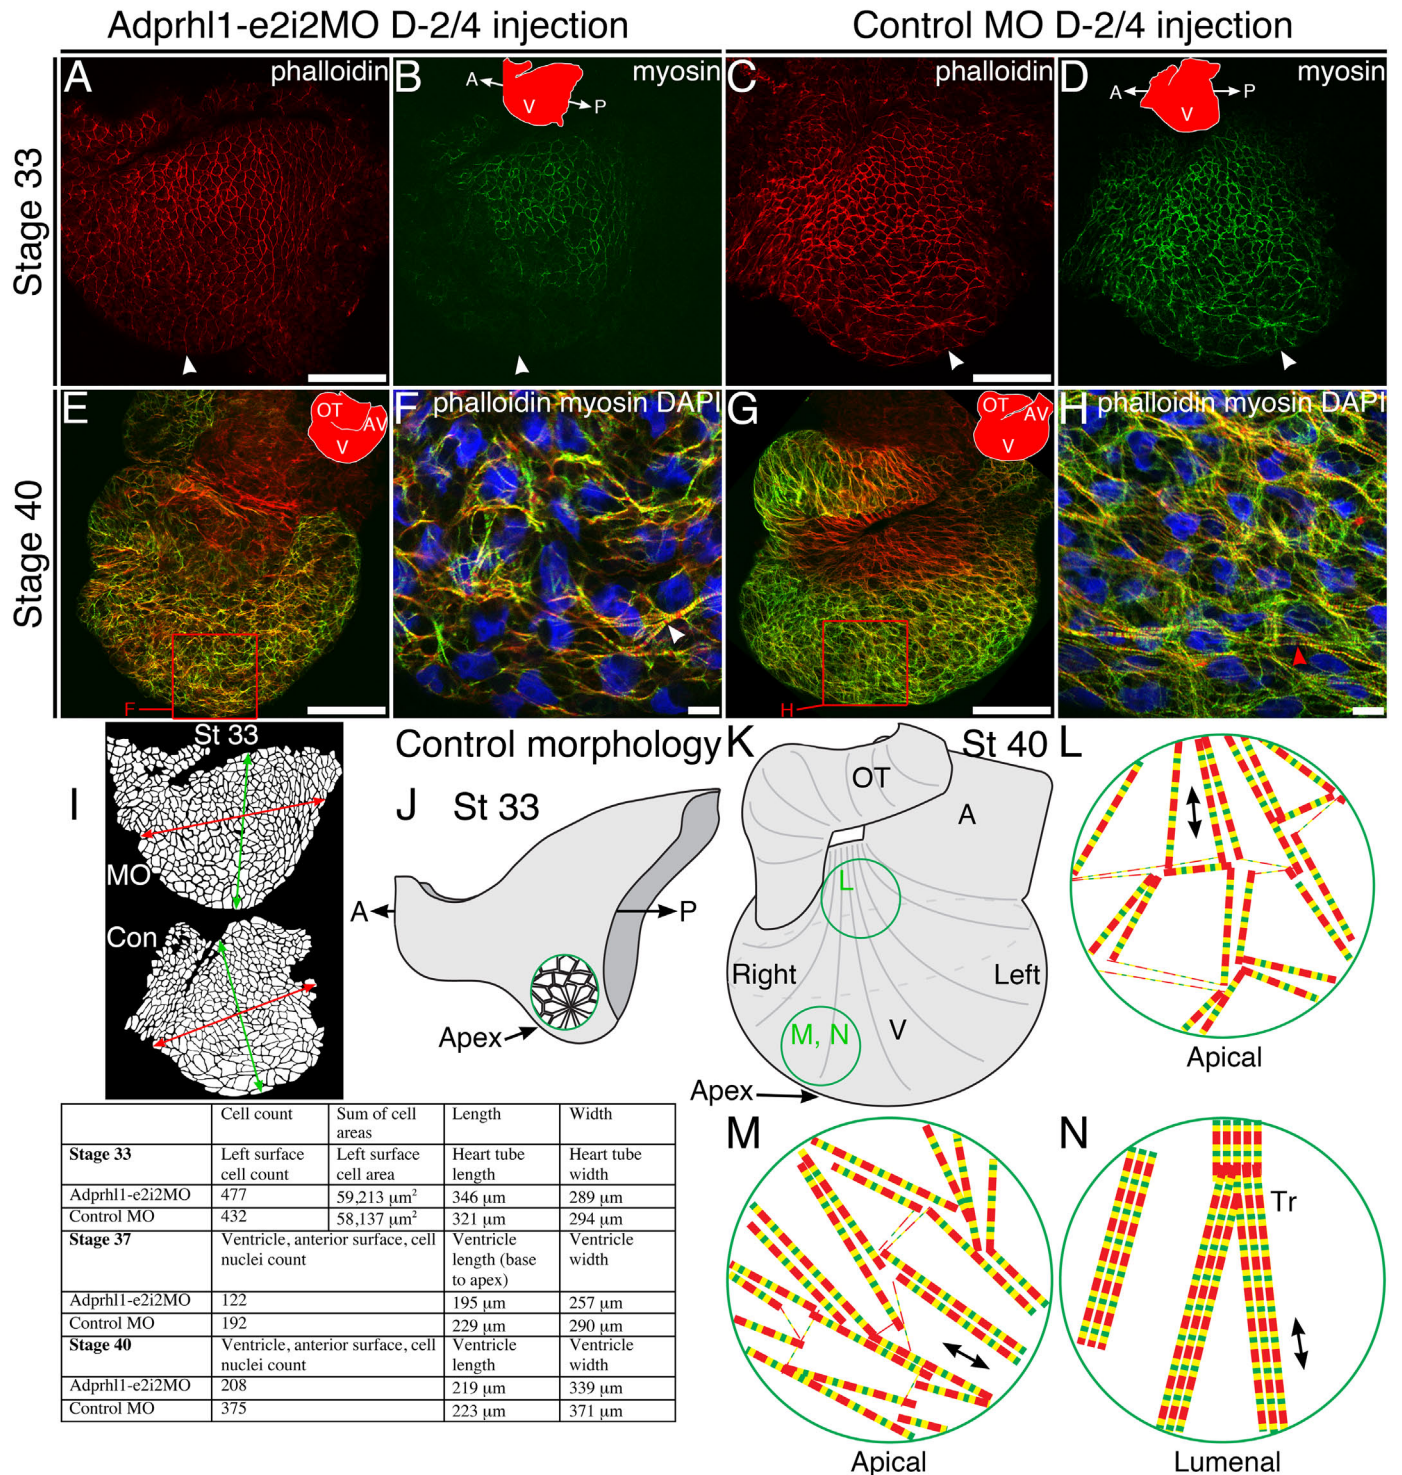 Adprhl1-e2i2MO D-2/4 injection
Control MO D-2/4 injection
Stage 33
A
phalloidin
B
myosin
A
V
P
C
phalloidin
D
myosin
A
V
P
Stage 40
E
OT
AV
V
F
F
phalloidin myosin DAPI
G
OT
AV
V
H
H
phalloidin myosin DAPI
I
St 33
MO
Con
Control morphology
J
St 33
A
P
Apex
K
St 40
OT
A
L
Right
Left
M, N
V
Apex
L
Apical
M
Apical
N
Tr
Lumenal
Cell count
Sum of cell
areas
Length
Width
Stage 33
Left surface
cell count
Left surface
cell area
Heart tube
length
Heart tube
width
Adprhl1-e2i2MO 477 59,213 µm² 346 µm 289 µm
Control MO 432 58,137 µm² 321 µm 294 µm
Stage 37
Ventricle, anterior surface, cell
nuclei count
Ventricle
length (base
to apex)
Ventricle
width
Adprhl1-e2i2MO 122 195 µm 257 µm
Control MO 192 229 µm 290 µm
Stage 40
Ventricle, anterior surface, cell
nuclei count
Ventricle
length
Ventricle
width
Adprhl1-e2i2MO 208 219 µm 339 µm
Control MO 375 223 µm 371 µm